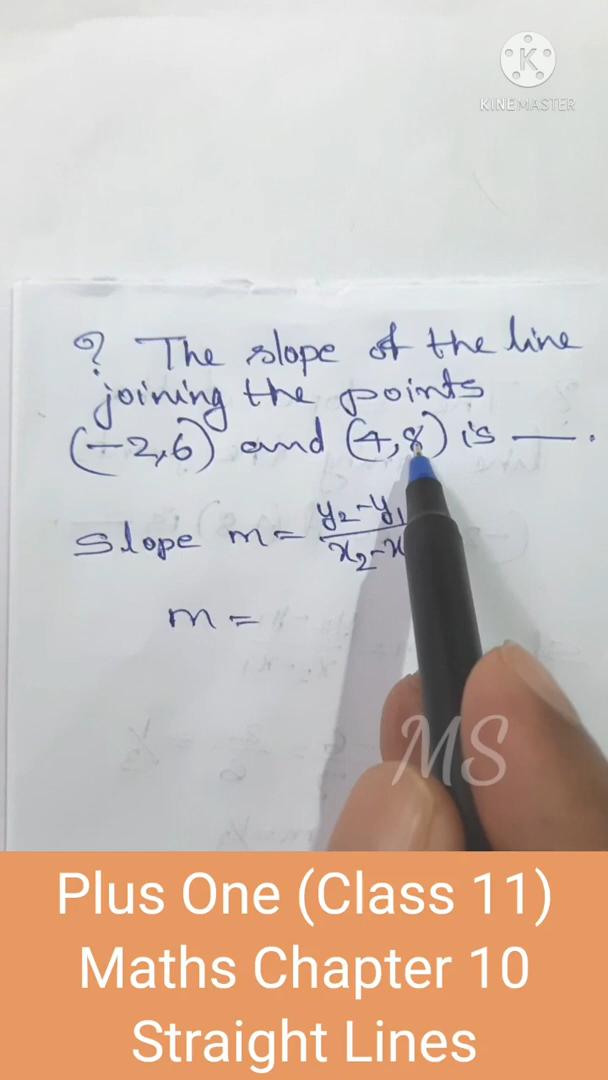 KINEMASTER
? The slope of the line
joining the points
(-2,6) and (4,8) is —.
Slope m = y₂-y₁
x₂-x
m =
MS
Plus One (Class 11)
Maths Chapter 10
Straight Lines